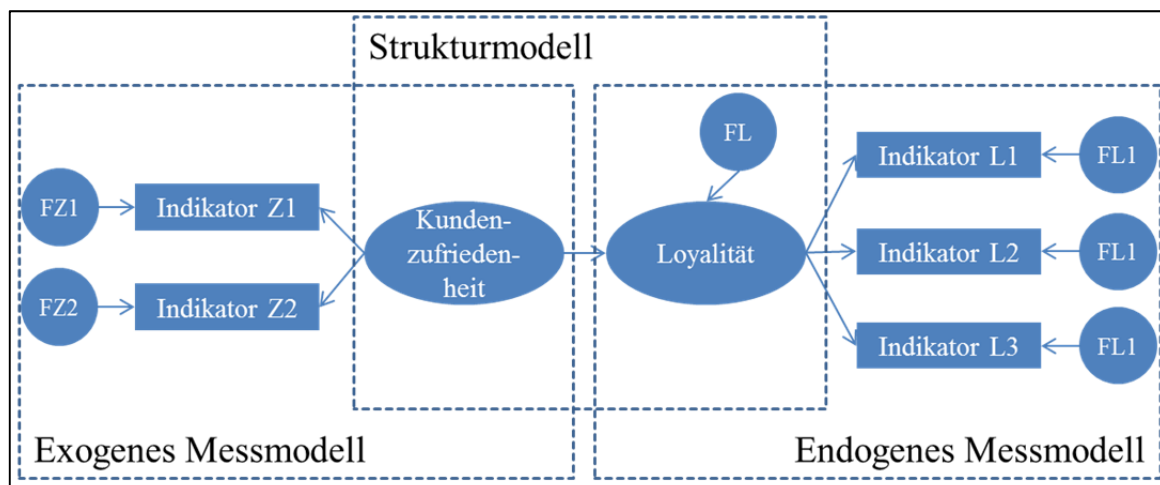 Strukturmodell
FL
Indikator L1
FL1
FZ1
Indikator Z1
Kunden-
zufrieden-
heit
Loyalität
Indikator L2
FL1
FZ2
Indikator Z2
Indikator L3
FL1
Exogenes Messmodell
Endogenes Messmodell